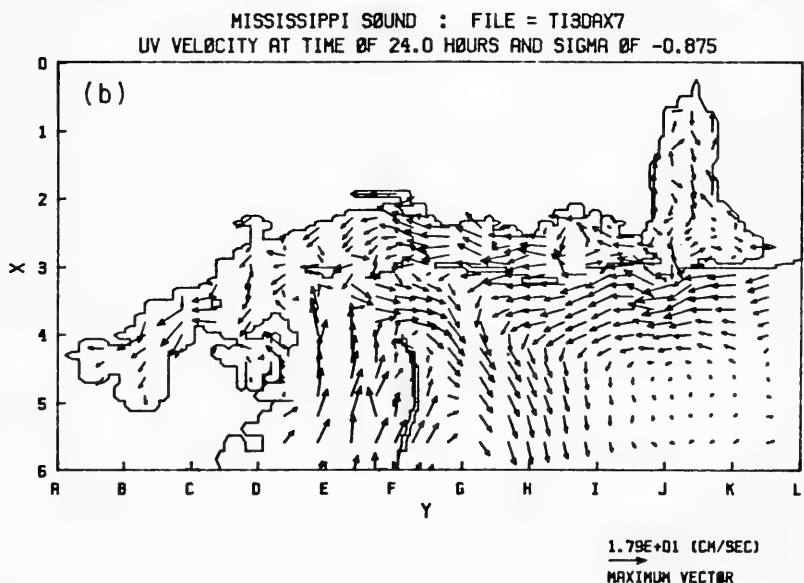 MISSISSIPPI SØUND : FILE = TI3DAX7
UV VELØCITY AT TIME ØF 24.0 HØURS AND SIGMA ØF -0.875
(b)
0
1
2
3
4
5
6
X
A B C D E F G H I J K L
Y
1.79E+01 (CM/SEC)
MAXIMUM VECTØR